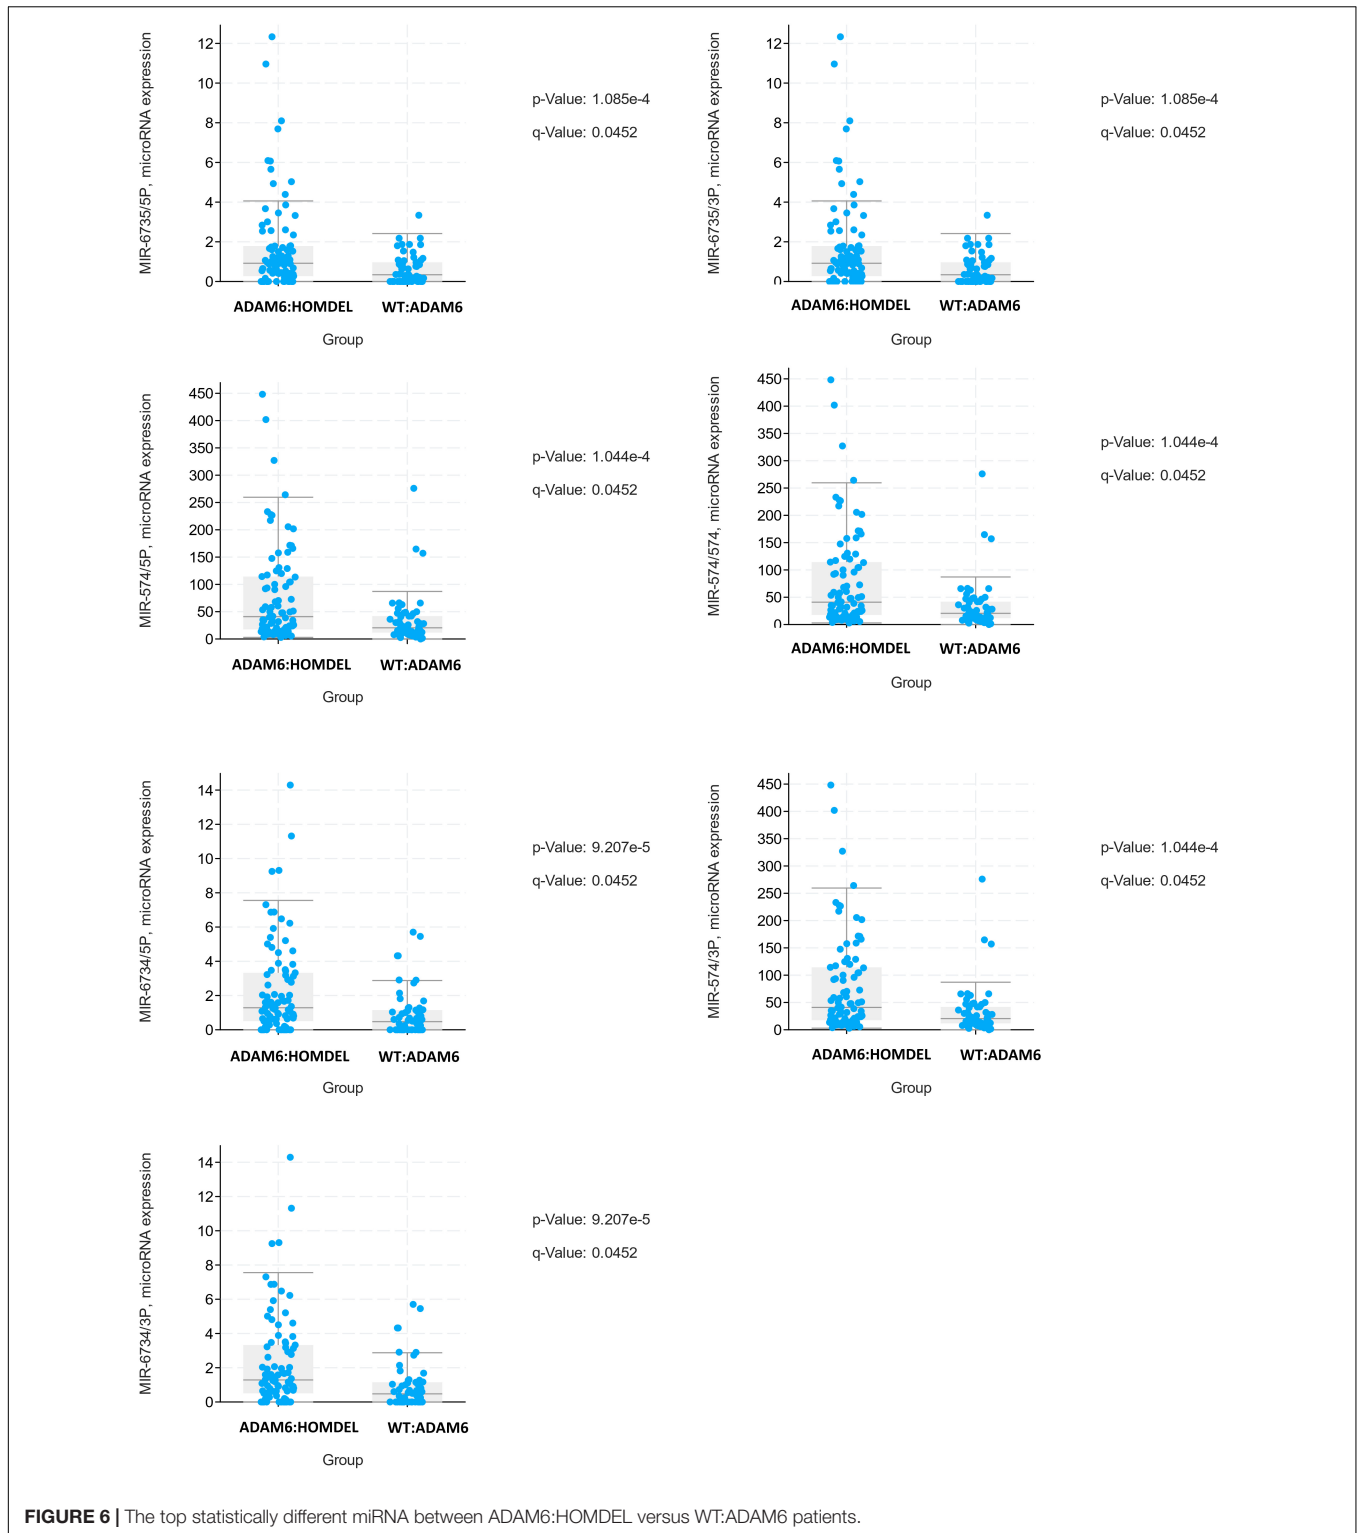 MIR-6735/5P, microRNA expression
12
10
8
6
4
2
0
ADAM6:HOMDEL WT:ADAM6
Group
p-Value: 1.085e-4
q-Value: 0.0452
MIR-6735/3P, microRNA expression
12
10
8
6
4
2
0
ADAM6:HOMDEL WT:ADAM6
Group
p-Value: 1.085e-4
q-Value: 0.0452
MIR-574/5P, microRNA expression
450
400
350
300
250
200
150
100
50
0
ADAM6:HOMDEL WT:ADAM6
Group
p-Value: 1.044e-4
q-Value: 0.0452
MIR-574/574, microRNA expression
450
400
350
300
250
200
150
100
50
0
ADAM6:HOMDEL WT:ADAM6
Group
p-Value: 1.044e-4
q-Value: 0.0452
MIR-6734/5P, microRNA expression
14
12
10
8
6
4
2
0
ADAM6:HOMDEL WT:ADAM6
Group
p-Value: 9.207e-5
q-Value: 0.0452
MIR-574/3P, microRNA expression
450
400
350
300
250
200
150
100
50
0
ADAM6:HOMDEL WT:ADAM6
Group
p-Value: 1.044e-4
q-Value: 0.0452
MIR-6734/3P, microRNA expression
14
12
10
8
6
4
2
0
ADAM6:HOMDEL WT:ADAM6
Group
p-Value: 9.207e-5
q-Value: 0.0452
FIGURE 6 | The top statistically different miRNA between ADAM6:HOMDEL versus WT:ADAM6 patients.